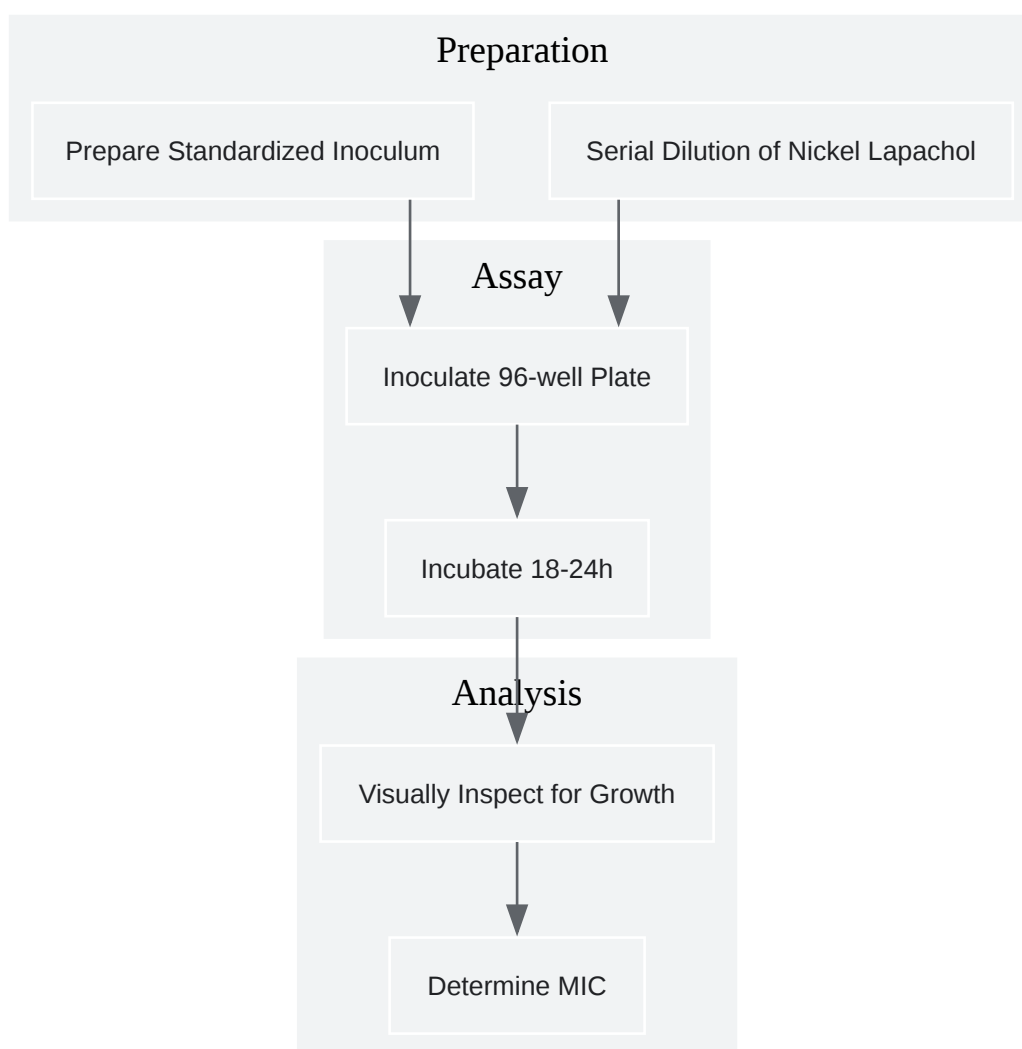 Preparation
Prepare Standardized Inoculum
Serial Dilution of Nickel Lapachol
Assay
Inoculate 96-well Plate
Incubate 18-24h
Analysis
Visually Inspect for Growth
Determine MIC